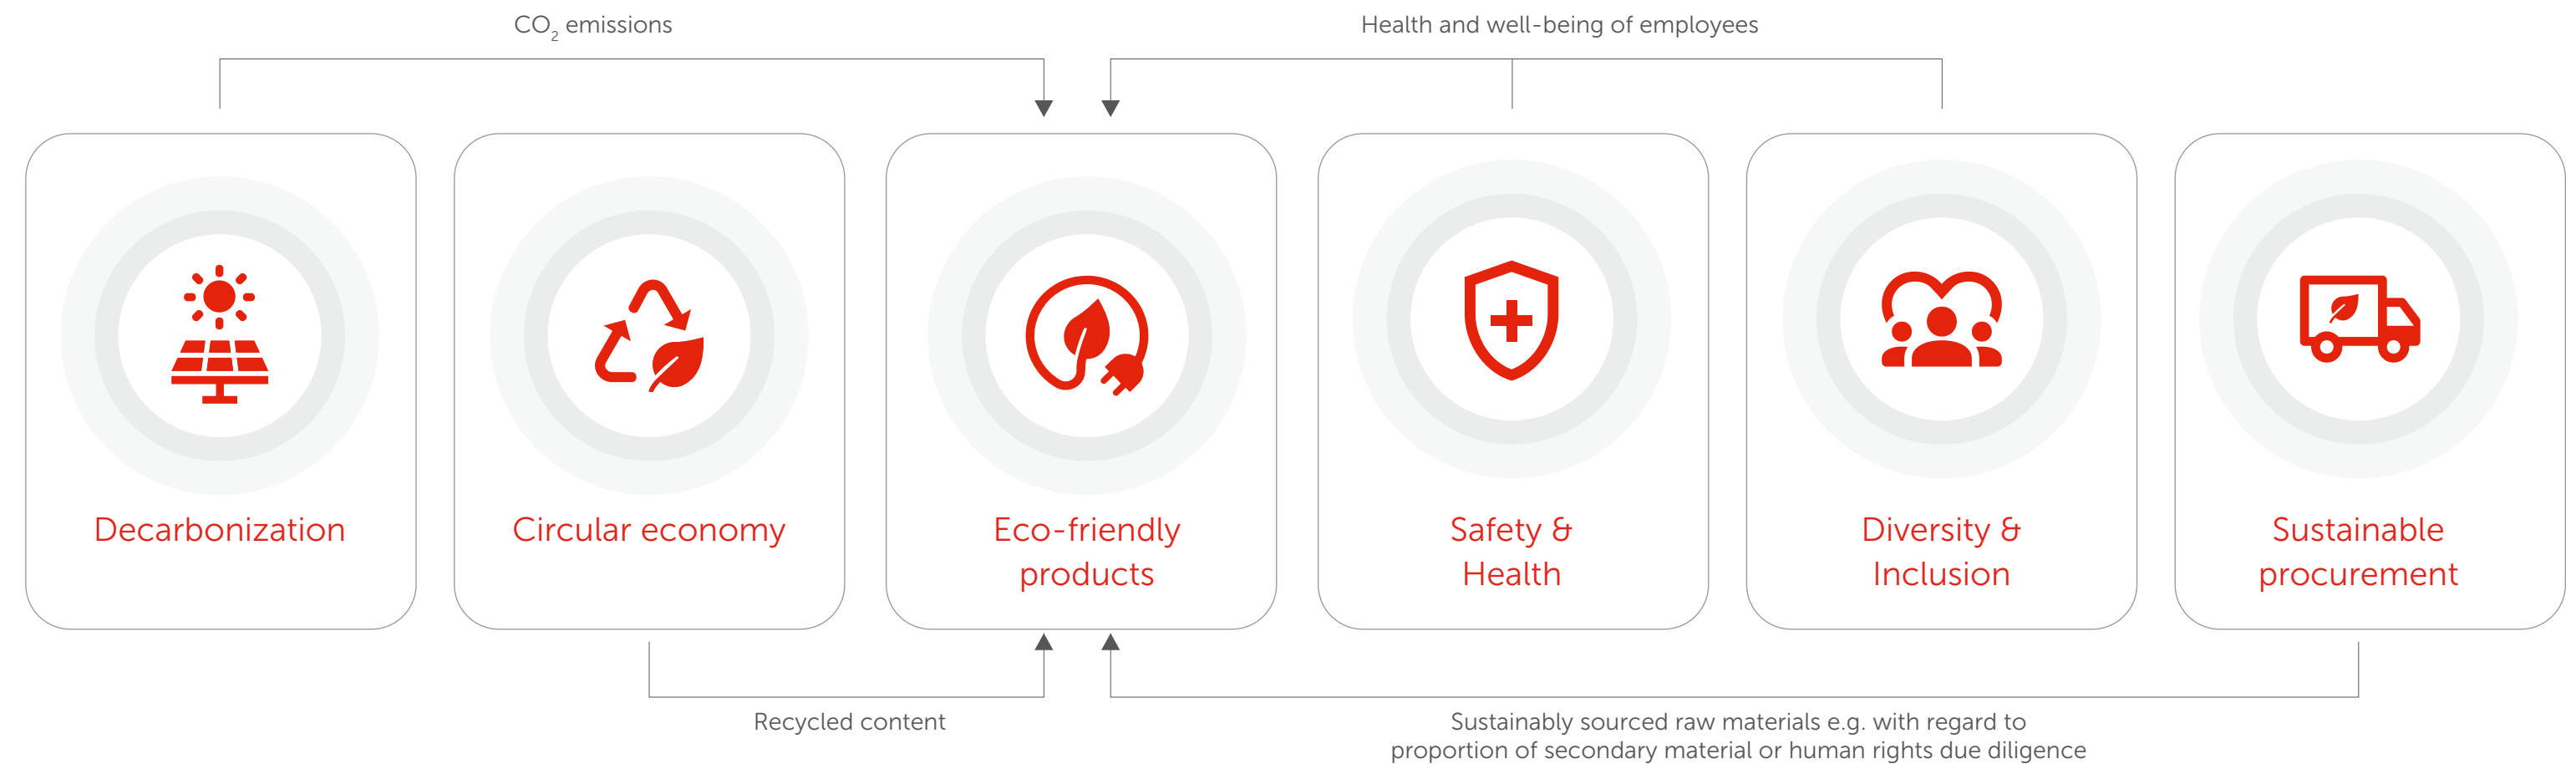 CO₂ emissions
Health and well-being of employees
Decarbonization
Circular economy
Eco-friendly
products
Safety &
Health
Diversity &
Inclusion
Sustainable
procurement
Recycled content
Sustainably sourced raw materials e.g. with regard to
proportion of secondary material or human rights due diligence